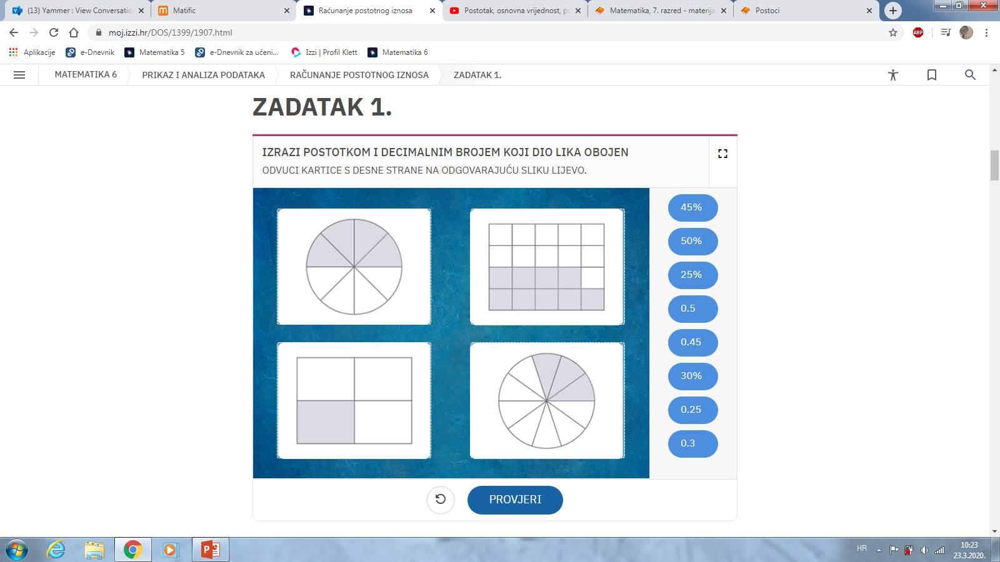 (13) Yammer : View Conversatio
Matific
Računanje postotnog iznosa
Postotak, osnovna vrijednost, po
Matematika, 7. razred - materija
Postoci
moj.izzi.hr/DOS/1399/1907.html
ABP
Aplikacije
e-Dnevnik
Matematika 5
e-Dnevnik za učeni...
Izzi | Profil Klett
Matematika 6
MATEMATIKA 6
PRIKAZ I ANALIZA PODATAKA
RAČUNANJE POSTOTNOG IZNOSA
ZADATAK 1.
ZADATAK 1.
IZRAZI POSTOTKOM I DECIMALNIM BROJEM KOJI DIO LIKA OBOJEN
ODVUCI KARTICE S DESNE STRANE NA ODGOVARAJUĆU SLIKU LIJEVO.
45%
50%
25%
0.5
0.45
30%
0.25
0.3
PROVJERI
HR
10:23
23.3.2020.